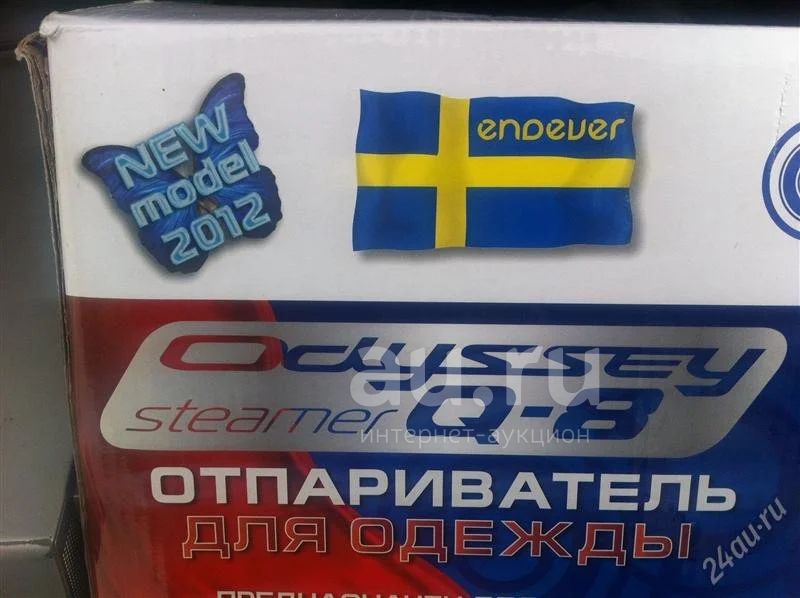 NEW
model
2012
endever
Odyssey
steamer Q-8
au.ru
интернет-аукцион
ОТПАРИВАТЕЛЬ
ДЛЯ ОДЕЖДЫ
24au.ru